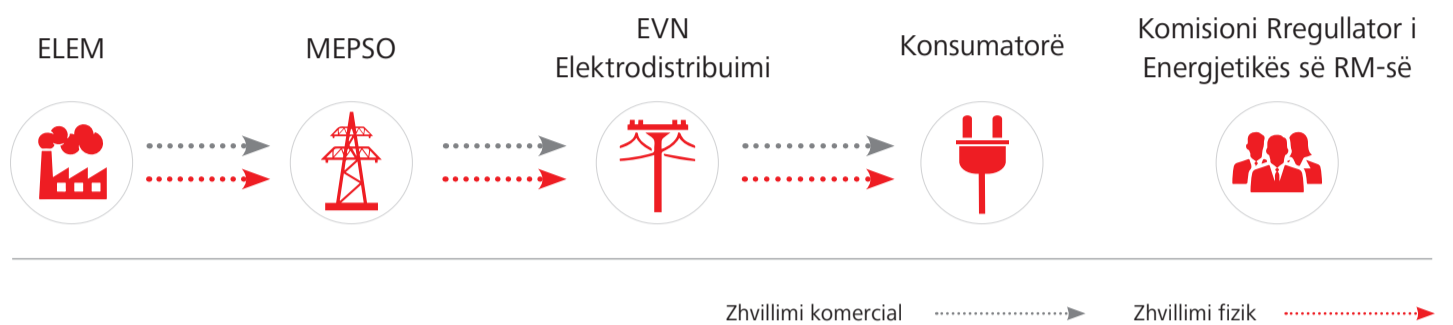 ELEM
MEPSO
EVN
Elektrodistribuimi
Konsumatorë
Komisioni Rregullator i
Energjetikës së RM-së
Zhvillimi komercial
Zhvillimi fizik